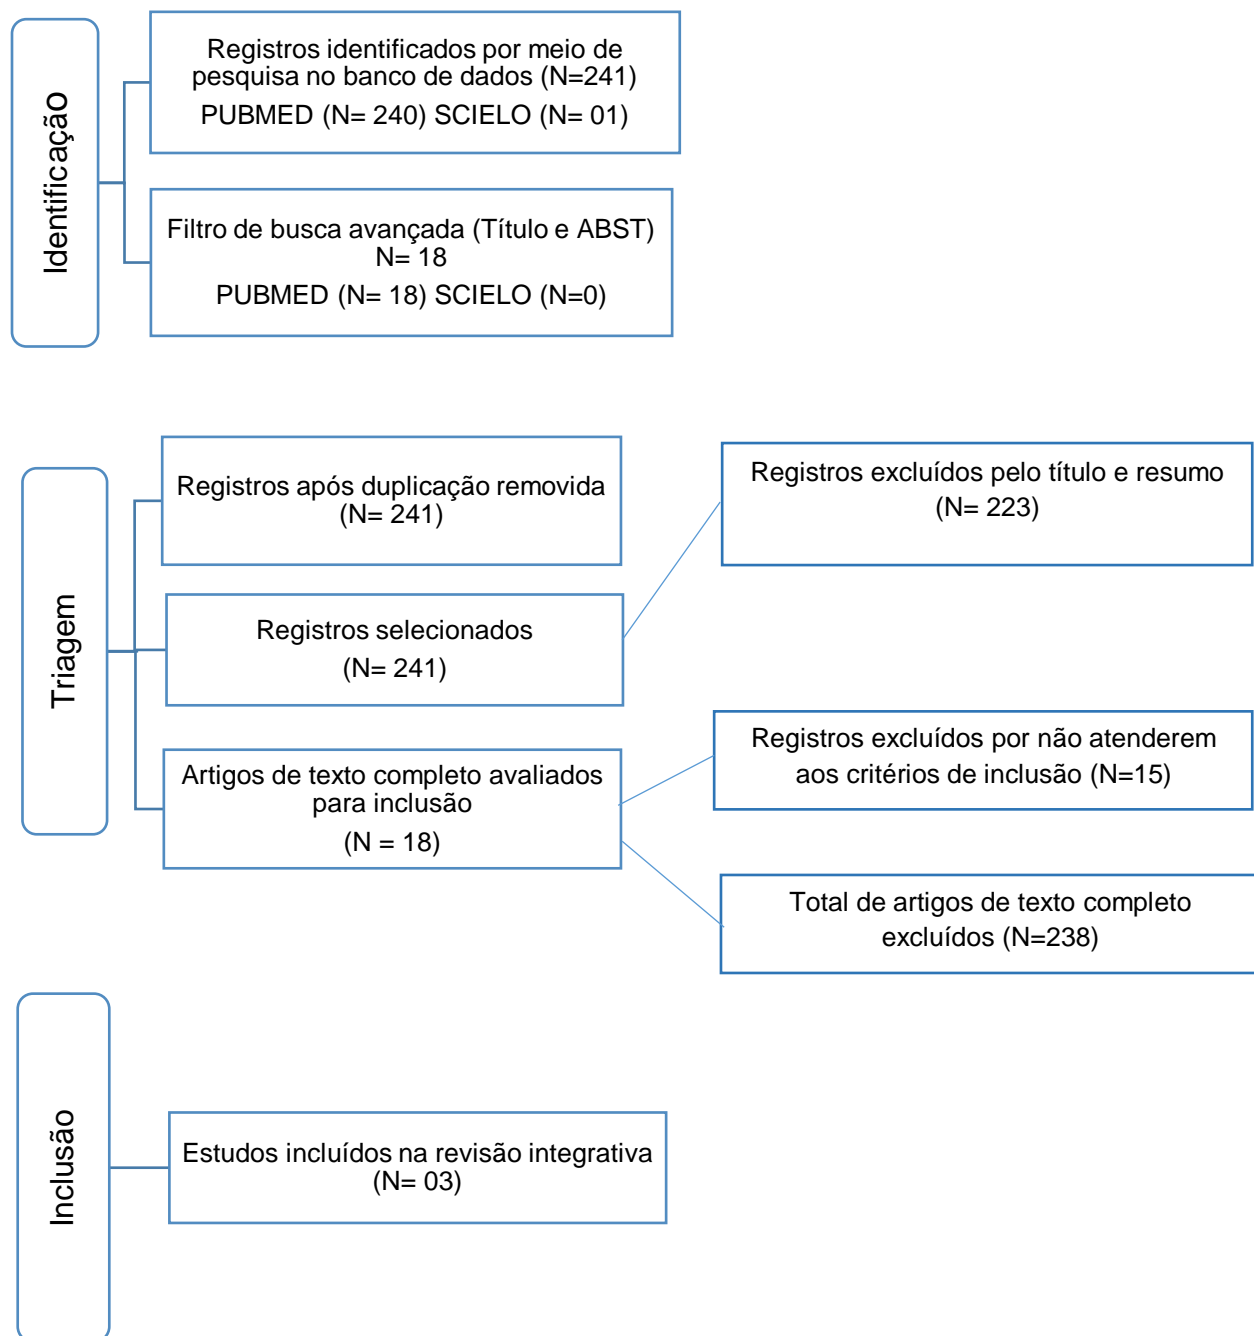 Identificação
Registros identificados por meio de
pesquisa no banco de dados (N=241)
PUBMED (N= 240) SCIELO (N= 01)
Filtro de busca avançada (Título e ABST)
N= 18
PUBMED (N= 18) SCIELO (N=0)
Triagem
Registros após duplicação removida
(N= 241)
Registros excluídos pelo título e resumo
(N= 223)
Registros selecionados
(N= 241)
Artigos de texto completo avaliados
para inclusão
(N = 18)
Registros excluídos por não atenderem
aos critérios de inclusão (N=15)
Total de artigos de texto completo
excluídos (N=238)
Inclusão
Estudos incluídos na revisão integrativa
(N= 03)